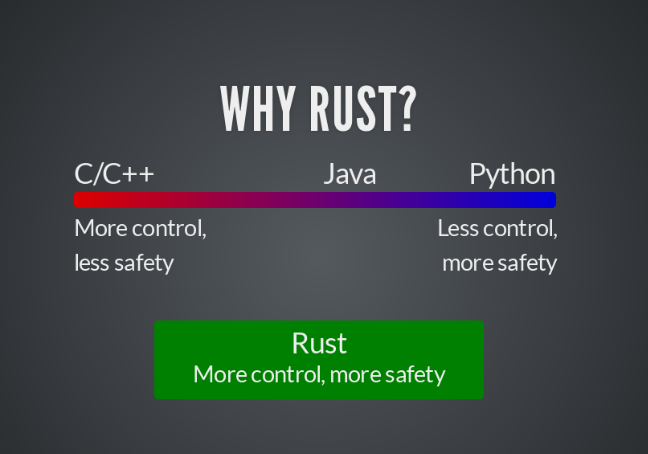 WHY RUST?
C/C++ Java Python
More control, Less control,
less safety more safety
Rust
More control, more safety